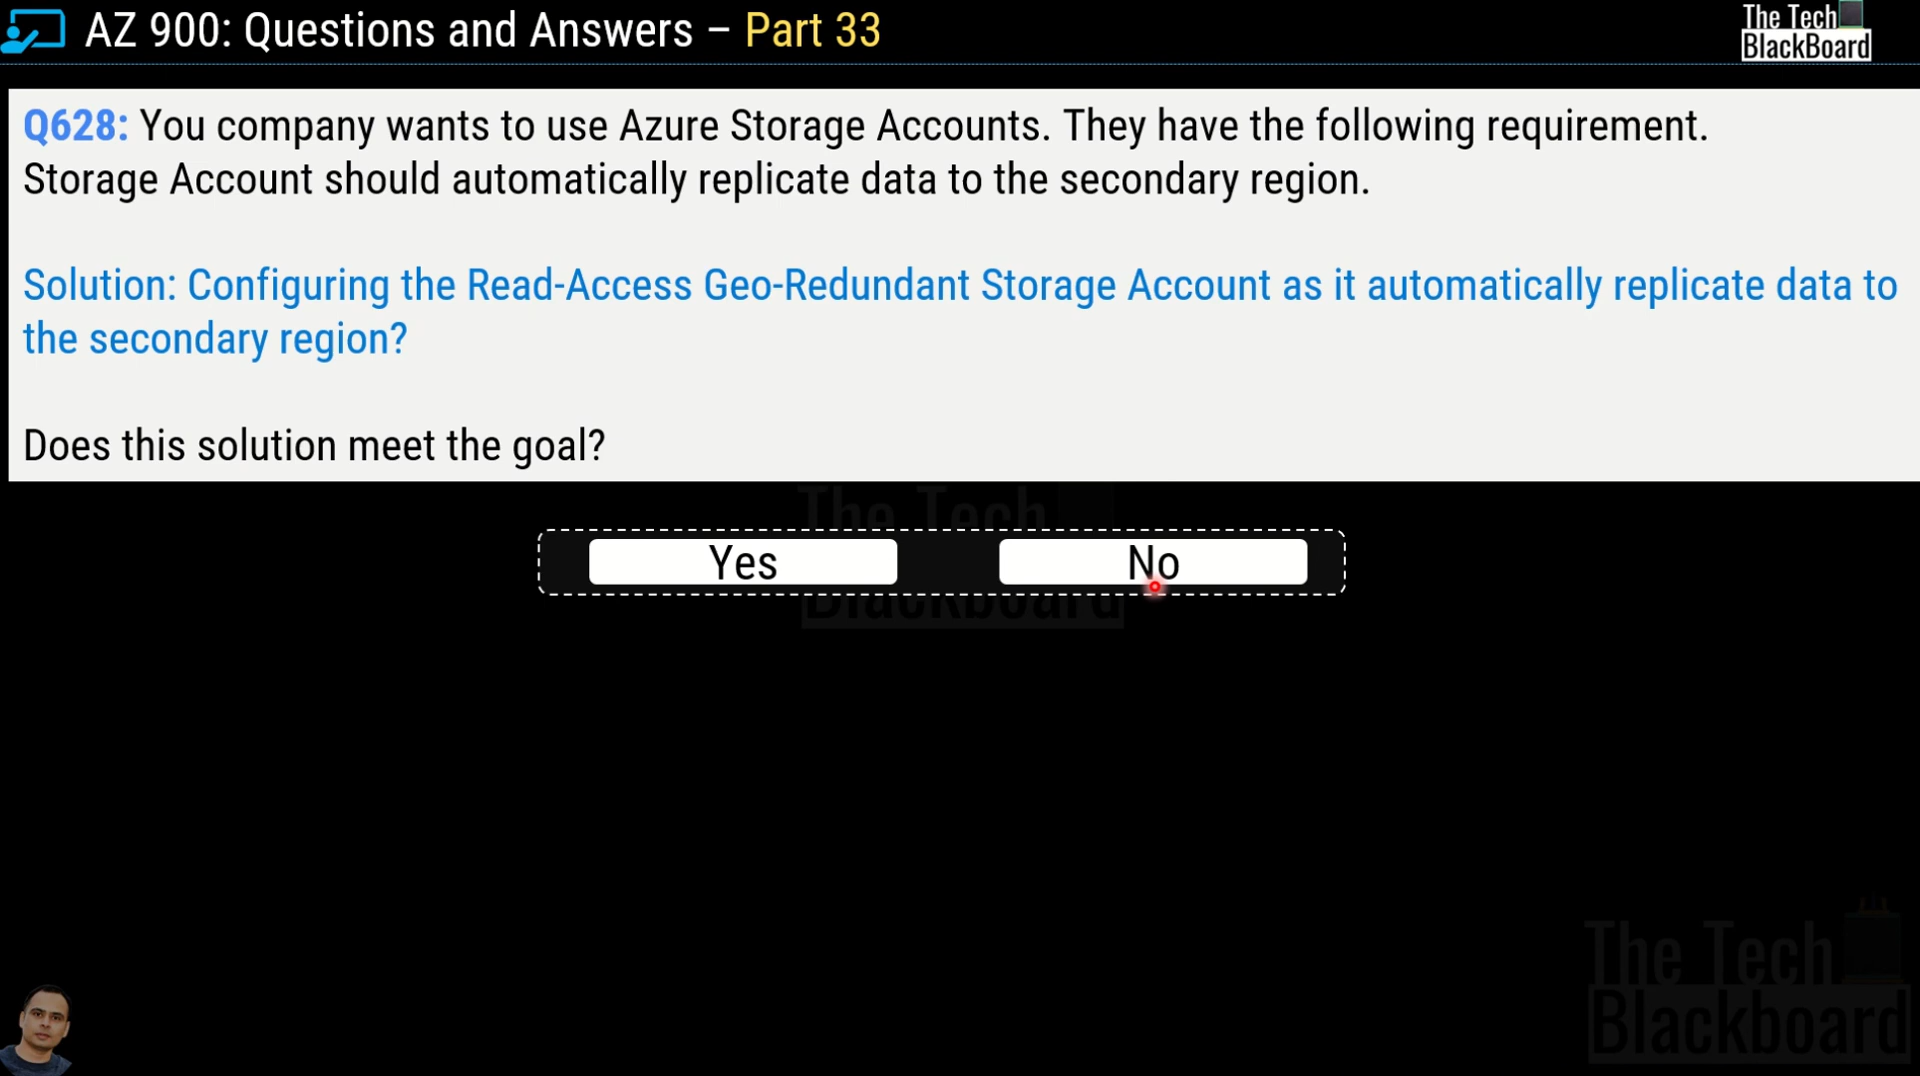 AZ 900: Questions and Answers – Part 33
The Tech
BlackBoard
Q628: You company wants to use Azure Storage Accounts. They have the following requirement.
Storage Account should automatically replicate data to the secondary region.
Solution: Configuring the Read-Access Geo-Redundant Storage Account as it automatically replicate data to
the secondary region?
Does this solution meet the goal?
The Tech
Yes No
Blackboard
The Tech
Blackboard